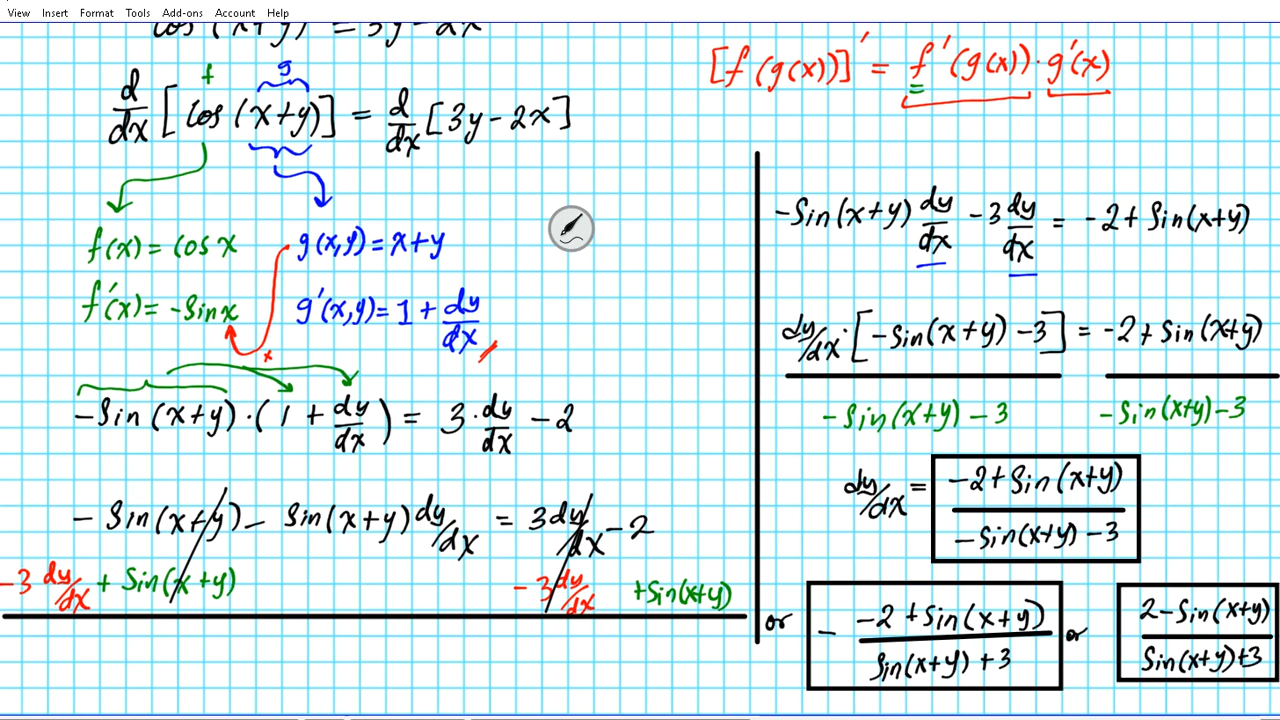 View Insert Format Tools Add-ons Account Help
cos (x+y) = 3y - 2x
[f(g(x))]' = f'(g(x)) · g'(x)
f g
d/dx [cos (x+y)] = d/dx [3y - 2x]
f(x) = cos x g(x,y) = x+y
f'(x) = -sin x g'(x,y) = 1 + dy/dx
-Sin (x+y) · (1 + dy/dx) = 3 · dy/dx - 2
- Sin(x+y) - Sin(x+y) dy/dx = 3 dy/dx - 2
-3 dy/dx + Sin(x+y) - 3 dy/dx +Sin(x+y)
-Sin(x+y) dy/dx - 3 dy/dx = -2 + Sin(x+y)
dy/dx · [-Sin(x+y) - 3] = -2 + Sin(x+y)
-Sin(x+y) - 3 -Sin(x+y) - 3
dy/dx = -2 + Sin(x+y) / -Sin(x+y) - 3
or - -2 + Sin(x+y) / Sin(x+y) + 3 or 2 - Sin(x+y) / Sin(x+y) + 3